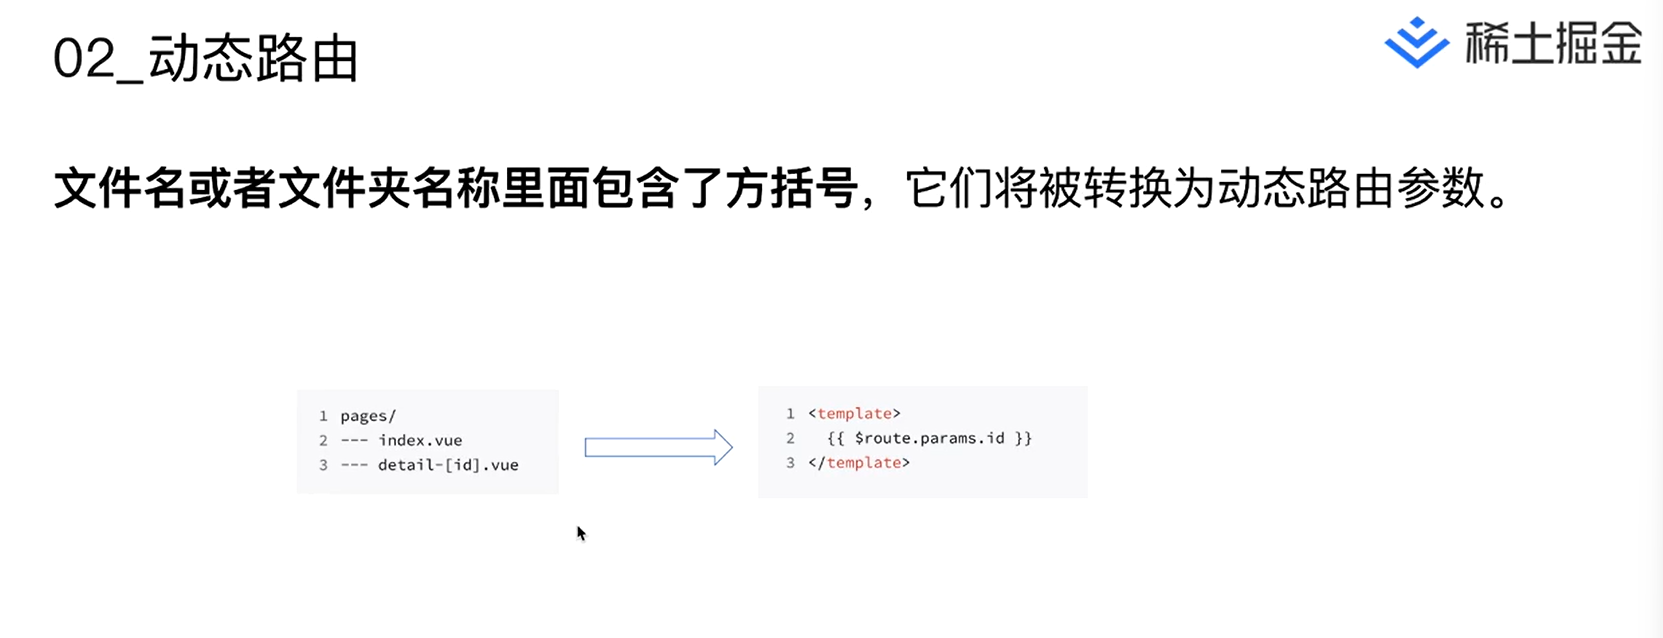 02_动态路由
稀土掘金
文件名或者文件夹名称里面包含了方括号，它们将被转换为动态路由参数。
1 pages/
2 --- index.vue
3 --- detail-[id].vue
1 <template>
2 {{ $route.params.id }}
3 </template>